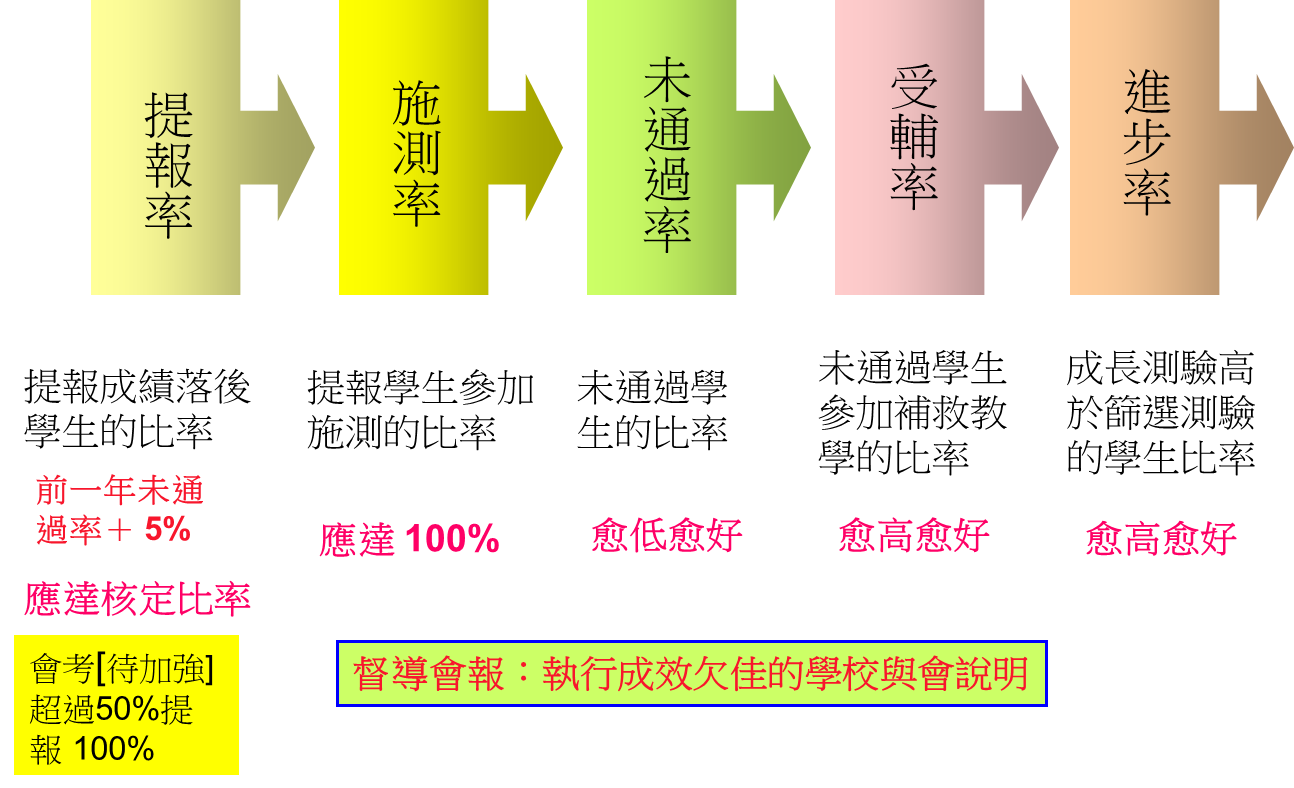 提報率
施測率
未通過率
受輔率
進步率
提報成績落後
學生的比率
前一年未通
過率＋ 5%
應達核定比率
會考[待加強]
超過50%提
報 100%
提報學生參加
施測的比率
應達 100%
未通過學
生的比率
愈低愈好
未通過學生
參加補救教
學的比率
愈高愈好
成長測驗高
於篩選測驗
的學生比率
愈高愈好
督導會報：執行成效欠佳的學校與會說明